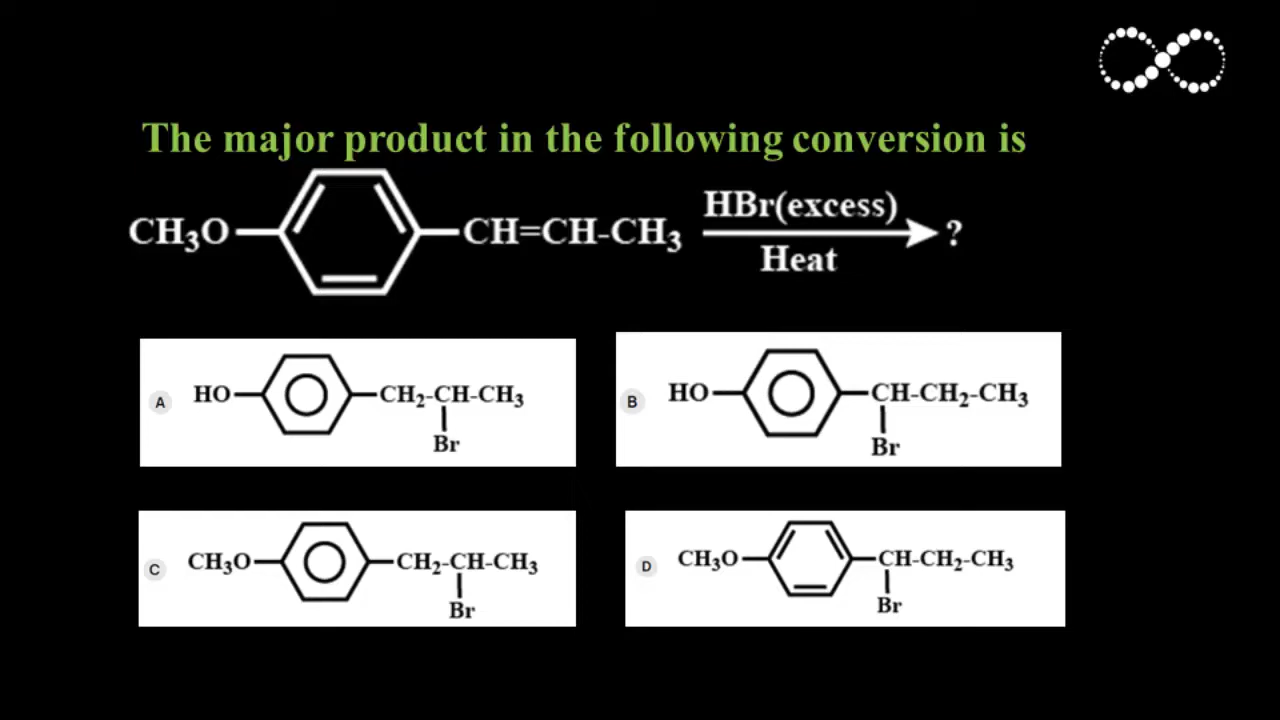 The major product in the following conversion is
CH₃O CH=CH-CH₃ HBr(excess) ?
Heat
A HO CH₂-CH-CH₃
Br
B HO CH-CH₂-CH₃
Br
C CH₃O CH₂-CH-CH₃
Br
D CH₃O CH-CH₂-CH₃
Br